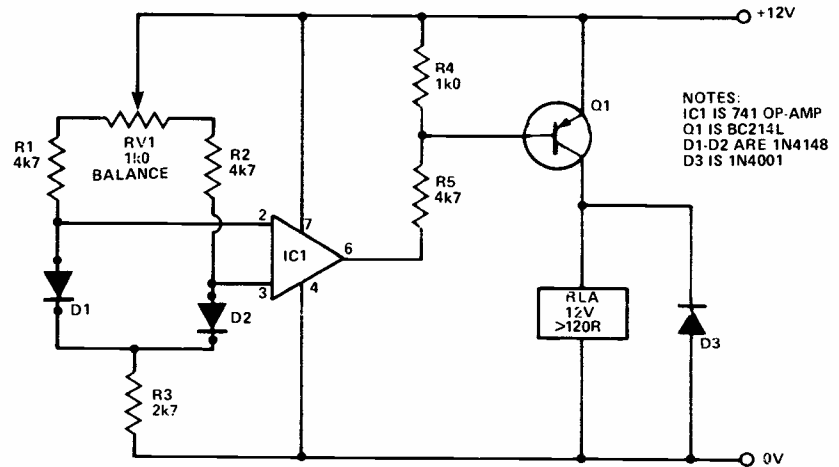 +12V
R4
1k0
Q1
NOTES:
IC1 IS 741 OP-AMP
Q1 IS BC214L
D1-D2 ARE 1N4148
D3 IS 1N4001
R1
4k7
RV1
1k0
BALANCE
R2
4k7
R5
4k7
2
7
IC1
6
3
4
D1
D2
RLA
12V
>120R
D3
R3
2k7
0V